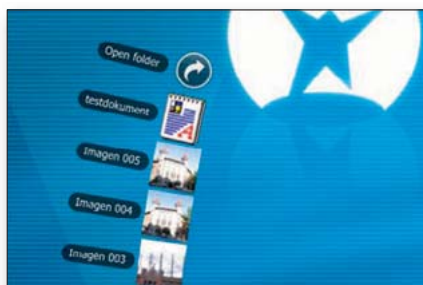 Open folder
testdokument
Imagen 005
Imagen 004
Imagen 003